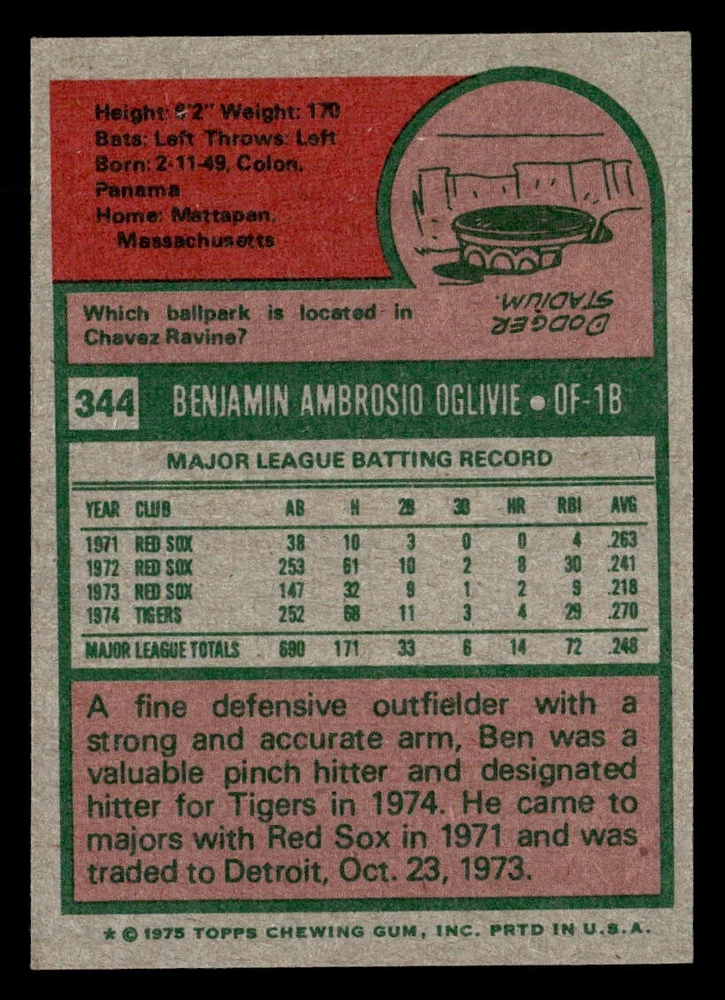 Height: 6'2" Weight: 170
Bats: Left Throws: Left
Born: 2-11-49, Colon,
Panama
Home: Mattapan,
Massachusetts
Which ballpark is located in
Chavez Ravine?
DODGER
STADIUM.
344 BENJAMIN AMBROSIO OGLIVIE • OF-1B
MAJOR LEAGUE BATTING RECORD
YEAR CLUB AB H 2B 3B HR RBI AVG
1971 RED SOX 38 10 3 0 0 4 .263
1972 RED SOX 253 61 10 2 8 30 .241
1973 RED SOX 147 32 9 1 2 9 .218
1974 TIGERS 252 68 11 3 4 29 .270
MAJOR LEAGUE TOTALS 690 171 33 6 14 72 .248
A fine defensive outfielder with a
strong and accurate arm, Ben was a
valuable pinch hitter and designated
hitter for Tigers in 1974. He came to
majors with Red Sox in 1971 and was
traded to Detroit, Oct. 23, 1973.
* © 1975 TOPPS CHEWING GUM, INC. PRTD IN U.S.A.